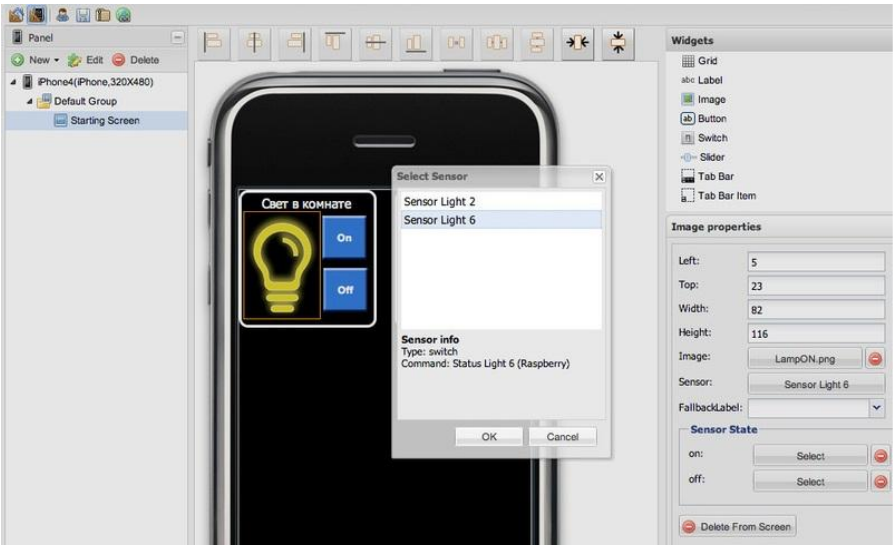 Panel
New
Edit
Delete
iPhone4(iPhone,320X480)
Default Group
Starting Screen
Свет в комнате
On
Off
Select Sensor
Sensor Light 2
Sensor Light 6
Sensor info
Type: switch
Command: Status Light 6 (Raspberry)
OK
Cancel
Widgets
Grid
abc Label
Image
ab Button
Switch
Slider
Tab Bar
Tab Bar Item
Image properties
Left: 5
Top: 23
Width: 82
Height: 116
Image: LampON.png
Sensor: Sensor Light 6
FallbackLabel:
Sensor State
on: Select
off: Select
Delete From Screen